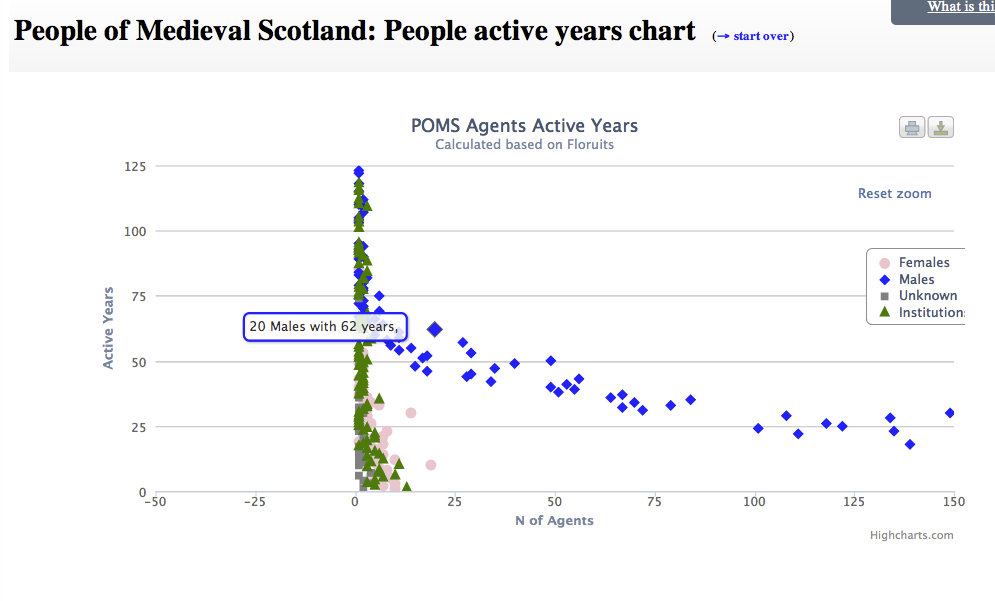 What is thi
People of Medieval Scotland: People active years chart (→ start over)
POMS Agents Active Years
Calculated based on Floruits
Reset zoom
Females
Males
Unknown
Institution
20 Males with 62 years,
Active Years
125
100
75
50
25
0
-50 -25 0 25 50 75 100 125 150
N of Agents
Highcharts.com